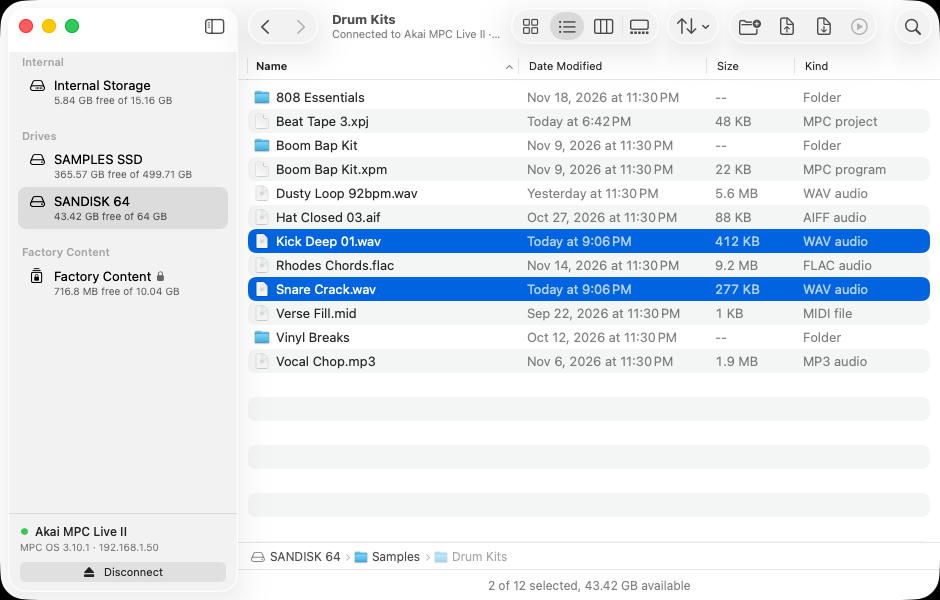 Drum Kits
Connected to Akai MPC Live II ·...
Internal
Internal Storage
5.84 GB free of 15.16 GB
Drives
SAMPLES SSD
365.57 GB free of 499.71 GB
SANDISK 64
43.42 GB free of 64 GB
Factory Content
Factory Content
716.8 MB free of 10.04 GB
Akai MPC Live II
MPC OS 3.10.1 · 192.168.1.50
Disconnect
Name Date Modified Size Kind
808 Essentials Nov 18, 2026 at 11:30 PM -- Folder
Beat Tape 3.xpj Today at 6:42 PM 48 KB MPC project
Boom Bap Kit Nov 9, 2026 at 11:30 PM -- Folder
Boom Bap Kit.xpm Nov 9, 2026 at 11:30 PM 22 KB MPC program
Dusty Loop 92bpm.wav Yesterday at 11:30 PM 5.6 MB WAV audio
Hat Closed 03.aif Oct 27, 2026 at 11:30 PM 88 KB AIFF audio
Kick Deep 01.wav Today at 9:06 PM 412 KB WAV audio
Rhodes Chords.flac Nov 14, 2026 at 11:30 PM 9.2 MB FLAC audio
Snare Crack.wav Today at 9:06 PM 277 KB WAV audio
Verse Fill.mid Sep 22, 2026 at 11:30 PM 1 KB MIDI file
Vinyl Breaks Oct 12, 2026 at 11:30 PM -- Folder
Vocal Chop.mp3 Nov 6, 2026 at 11:30 PM 1.9 MB MP3 audio
SANDISK 64 › Samples › Drum Kits
2 of 12 selected, 43.42 GB available